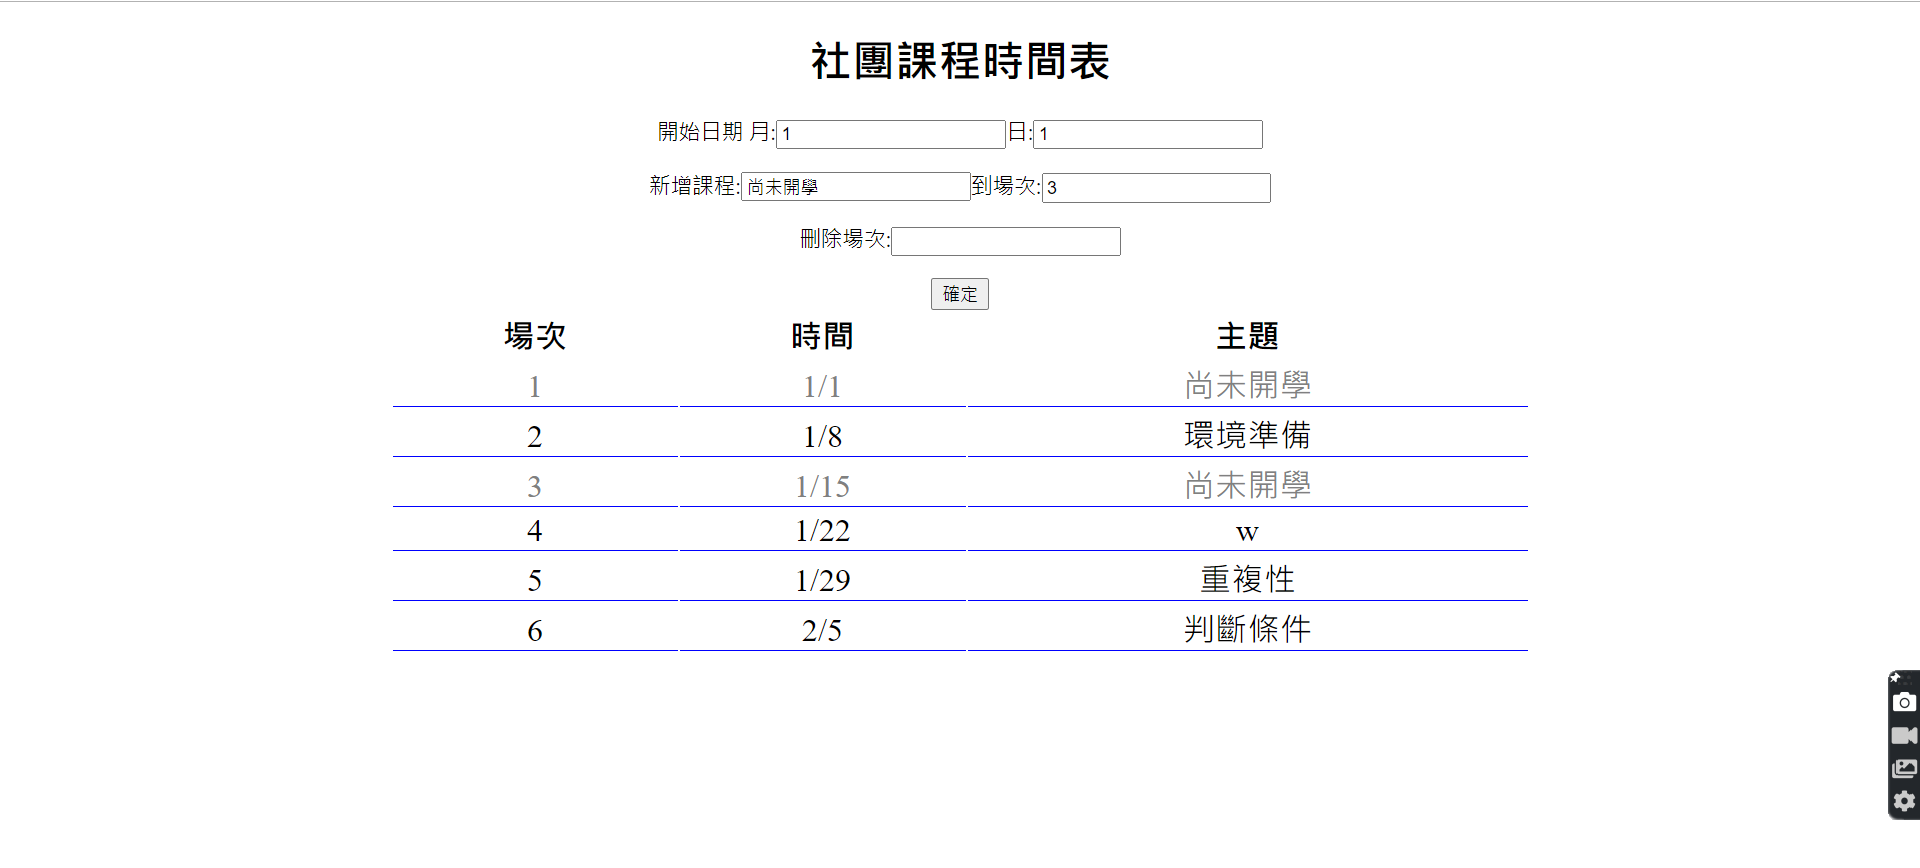 社團課程時間表
開始日期 月:1日:1
新增課程:尚未開學到場次:3
刪除場次:
確定
場次 時間 主題
1 1/1 尚未開學
2 1/8 環境準備
3 1/15 尚未開學
4 1/22 w
5 1/29 重複性
6 2/5 判斷條件